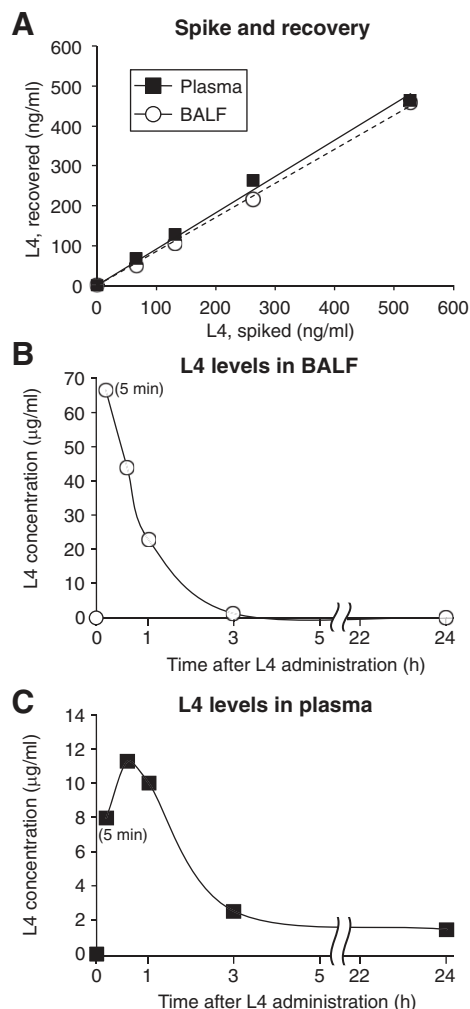 A
Spike and recovery
L4, recovered (ng/ml)
600
500
400
300
200
100
0
Plasma
BALF
0 100 200 300 400 500 600
L4, spiked (ng/ml)
B
L4 levels in BALF
L4 concentration (μg/ml)
70
60
50
40
30
20
10
0
(5 min)
0 1 3 5 22 24
Time after L4 administration (h)
C
L4 levels in plasma
L4 concentration (μg/ml)
14
12
10
8
6
4
2
0
(5 min)
0 1 3 5 22 24
Time after L4 administration (h)